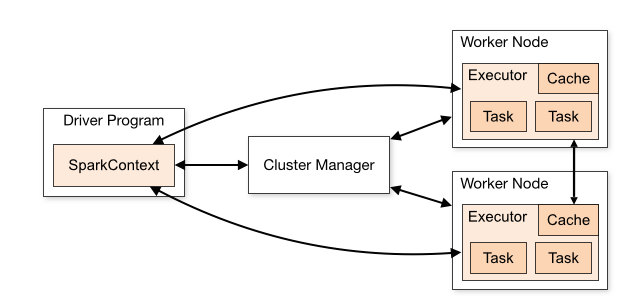 Worker Node
Executor
Cache
Task
Task
Driver Program
SparkContext
Cluster Manager
Worker Node
Executor
Cache
Task
Task